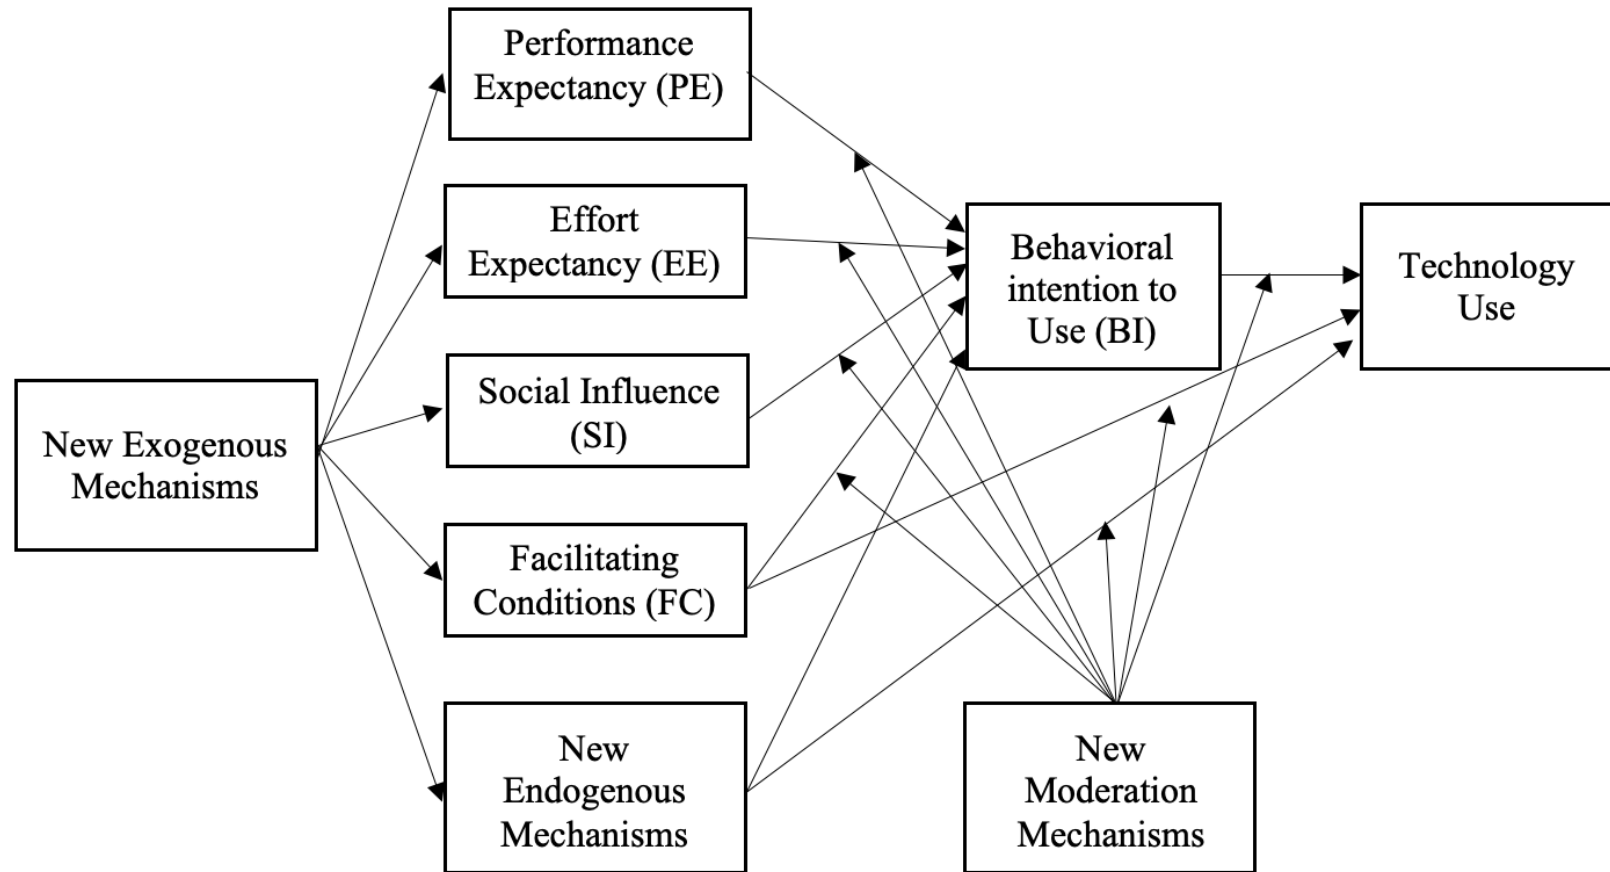 Performance
Expectancy (PE)
Effort
Expectancy (EE)
Social Influence
(SI)
Facilitating
Conditions (FC)
New
Endogenous
Mechanisms
New Exogenous
Mechanisms
Behavioral
intention to
Use (BI)
Technology
Use
New
Moderation
Mechanisms